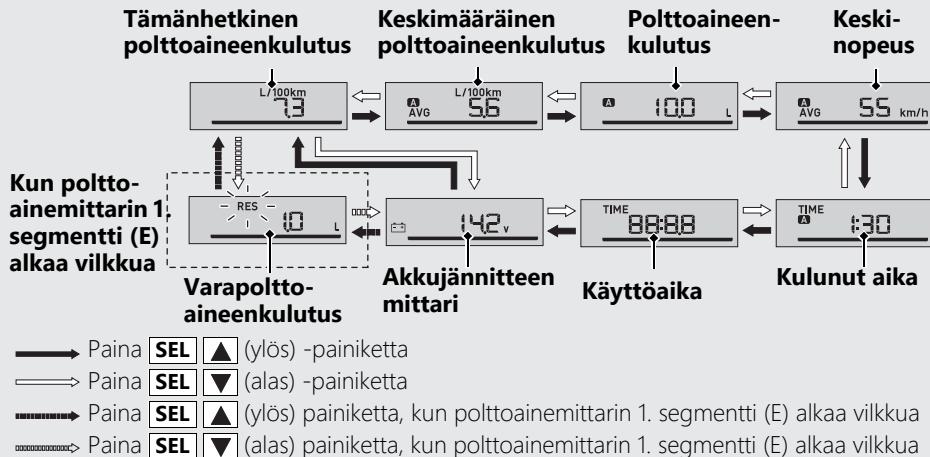 Tämänhetkinen
polttoaineenkulutus
Keskimääräinen
polttoaineenkulutus
Polttoaineen-
kulutus
Keski-
nopeus
L/100km
7.3
A
AVG
L/100km
5.6
A
10.0 L
A
AVG
55 km/h
Kun poltto-
ainemittarin 1.
segmentti (E)
alkaa vilkkua
RES
1.0 L
14.2 V
TIME
88:88
TIME
A
1:30
Varapoltto-
aineenkulutus
Akkujännitteen
mittari
Käyttöaika
Kulunut aika
Paina SEL ▲ (ylös) -painiketta
Paina SEL ▼ (alas) -painiketta
Paina SEL ▲ (ylös) painiketta, kun polttoainemittarin 1. segmentti (E) alkaa vilkkua
Paina SEL ▼ (alas) painiketta, kun polttoainemittarin 1. segmentti (E) alkaa vilkkua